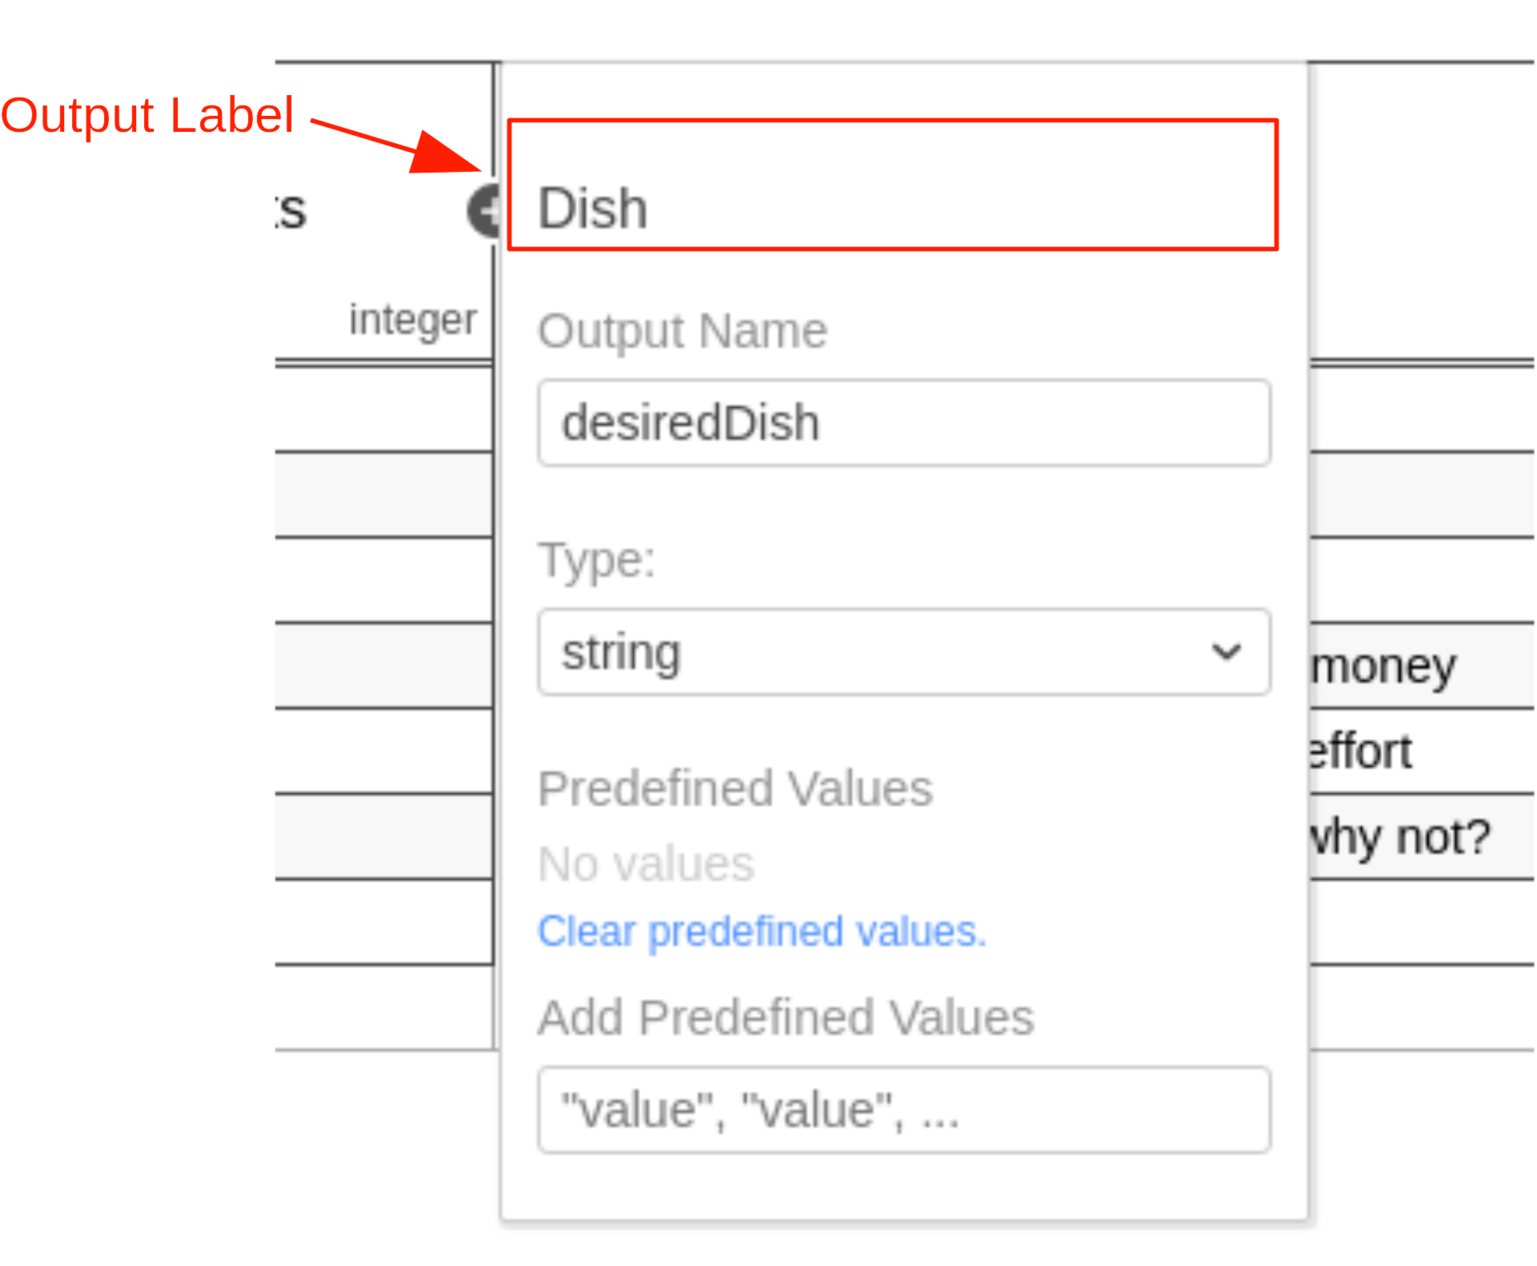 Output Label
Dish
integer
Output Name
desiredDish
Type:
string
money
effort
why not?
Predefined Values
No values
Clear predefined values.
Add Predefined Values
"value", "value", ...